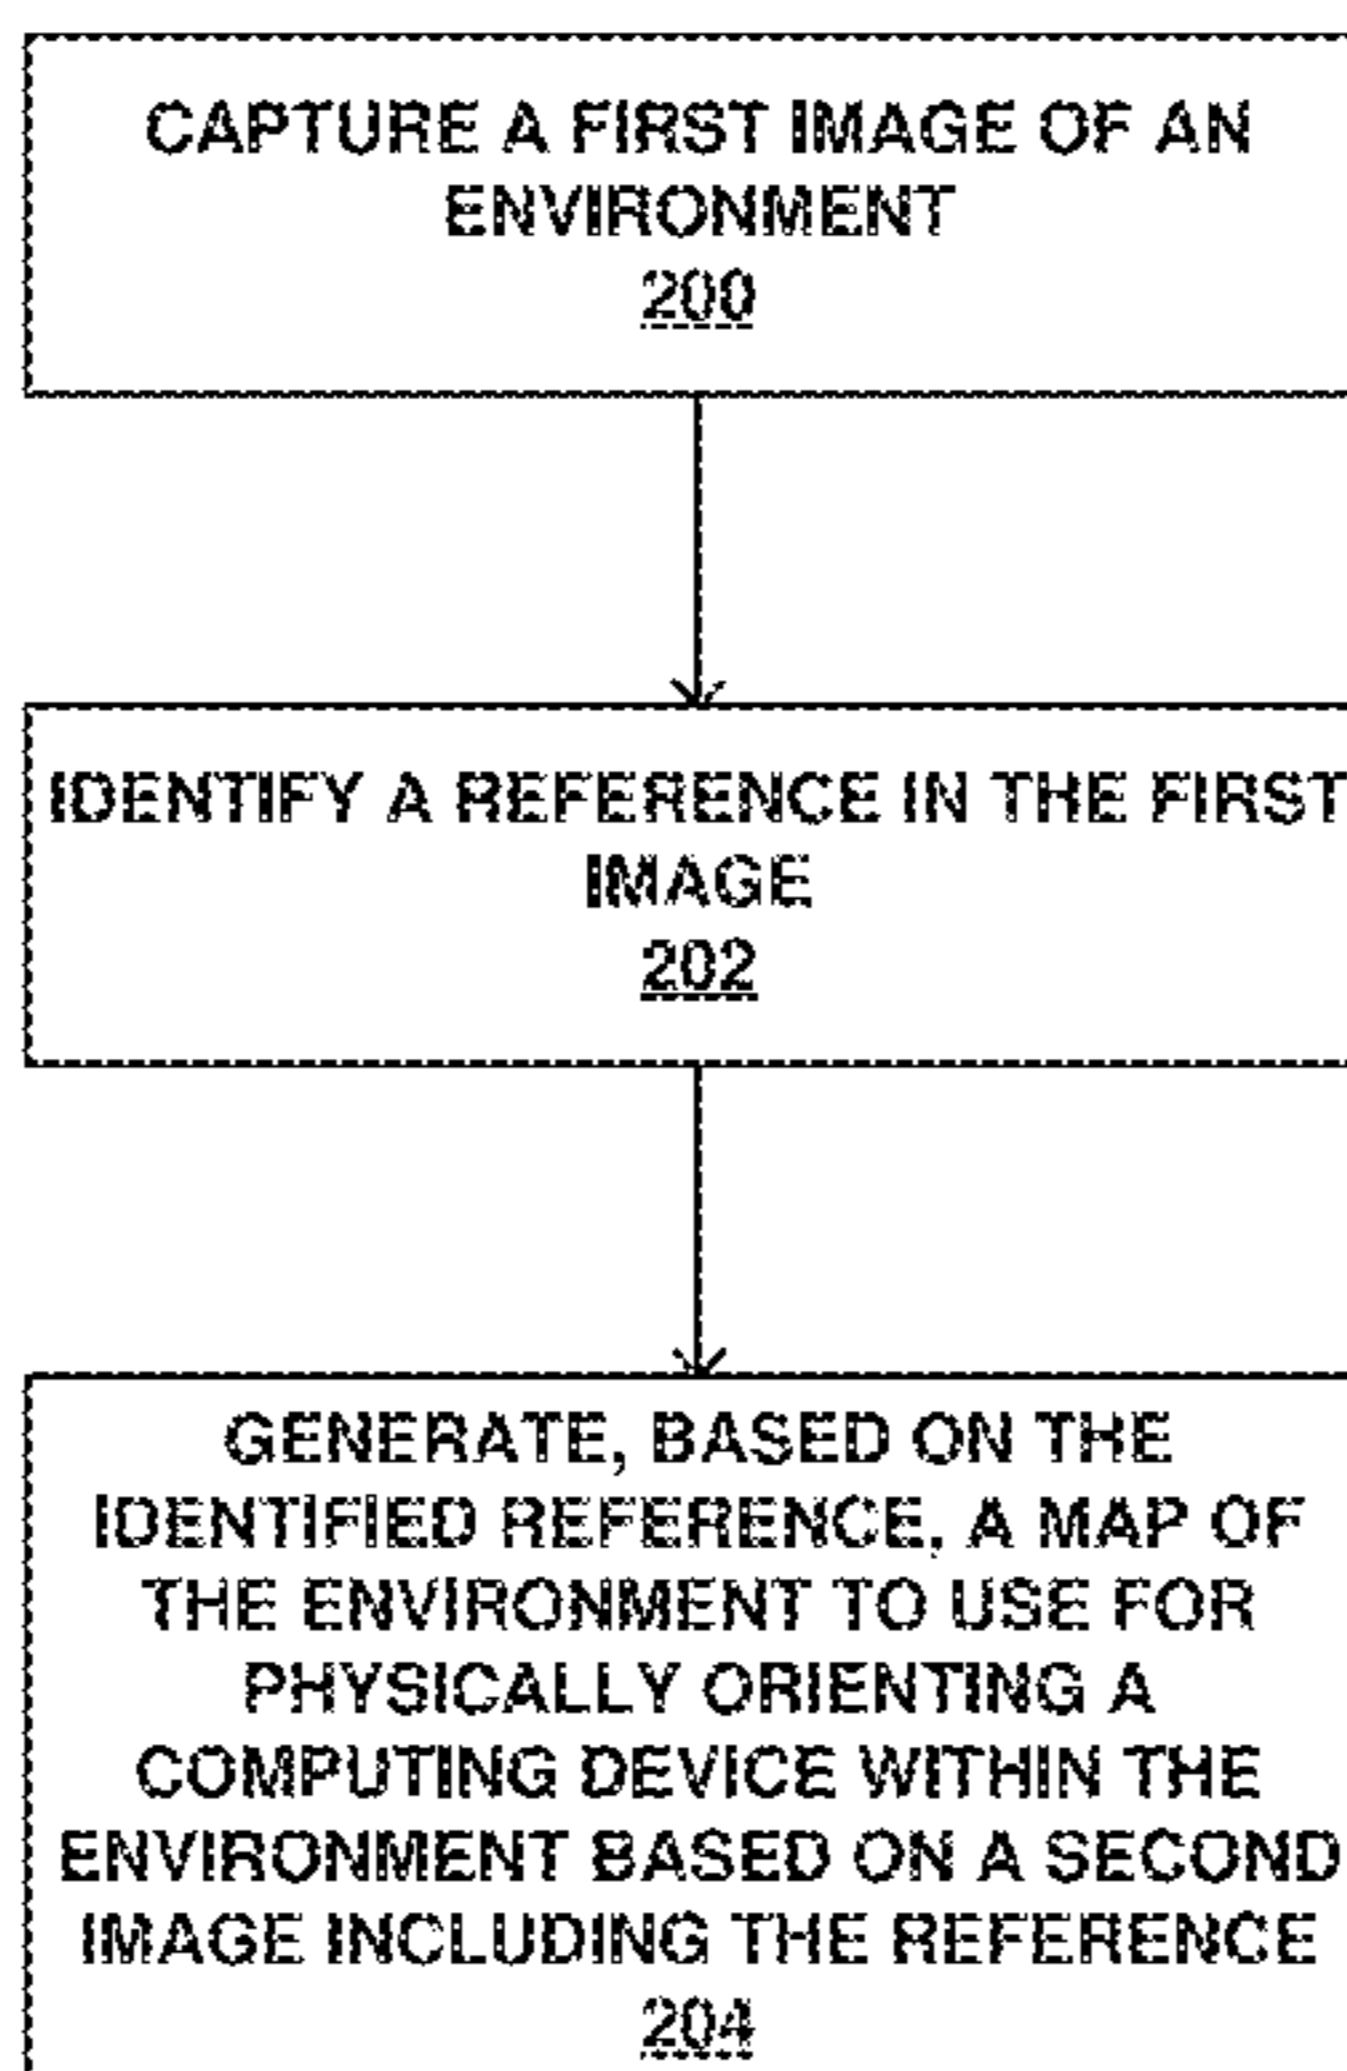 CAPTURE A FIRST IMAGE OF AN
ENVIRONMENT
200
IDENTIFY A REFERENCE IN THE FIRST
IMAGE
202
GENERATE, BASED ON THE
IDENTIFIED REFERENCE, A MAP OF
THE ENVIRONMENT TO USE FOR
PHYSICALLY ORIENTING A
COMPUTING DEVICE WITHIN THE
ENVIRONMENT BASED ON A SECOND
IMAGE INCLUDING THE REFERENCE
204